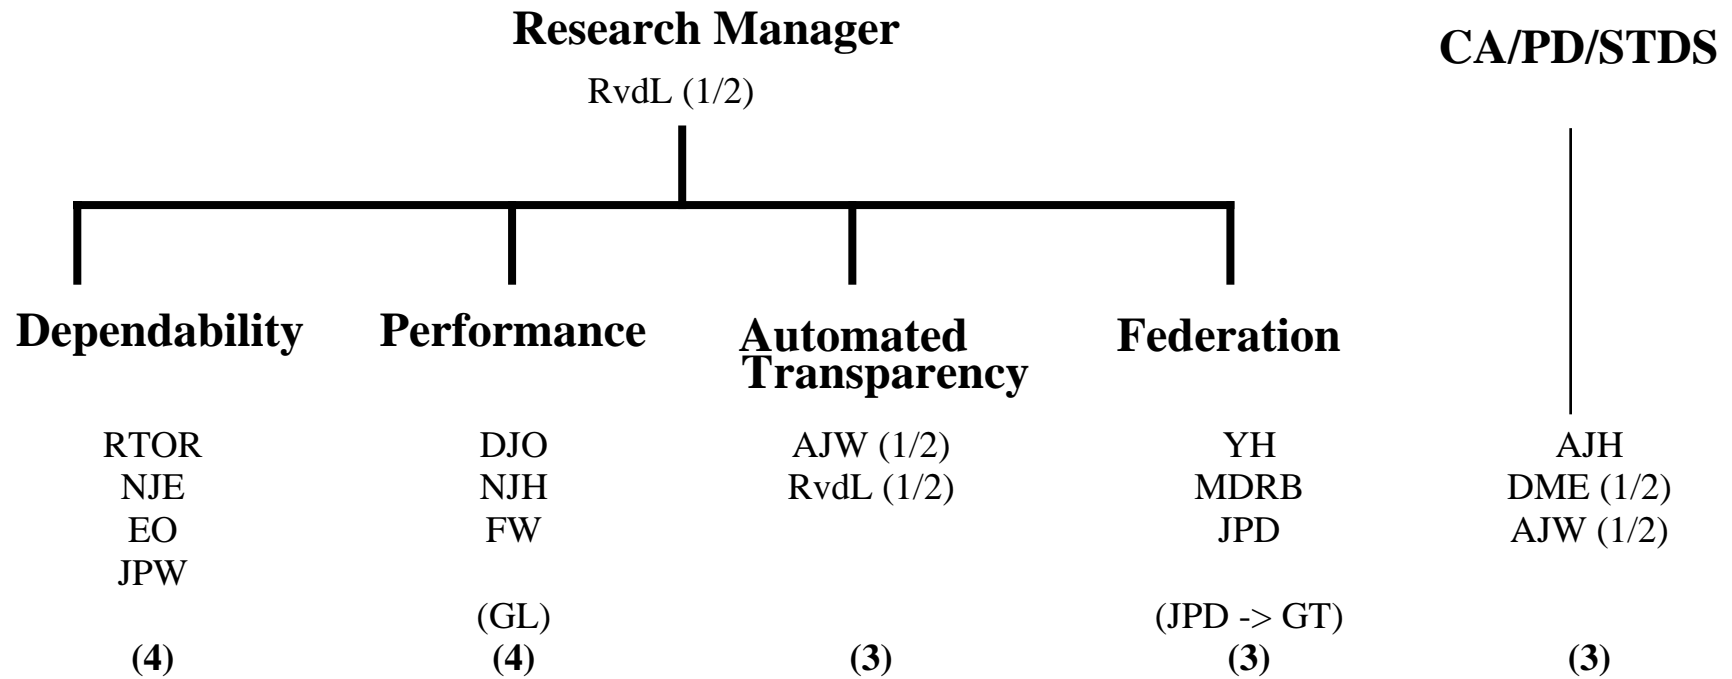 Research Manager
RvdL (1/2)
CA/PD/STDS
Dependability
RTOR
NJE
EO
JPW
(4)
Performance
DJO
NJH
FW
(GL)
(4)
Automated
Transparency
AJW (1/2)
RvdL (1/2)
(3)
Federation
YH
MDRB
JPD
(JPD -> GT)
(3)
AJH
DME (1/2)
AJW (1/2)
(3)